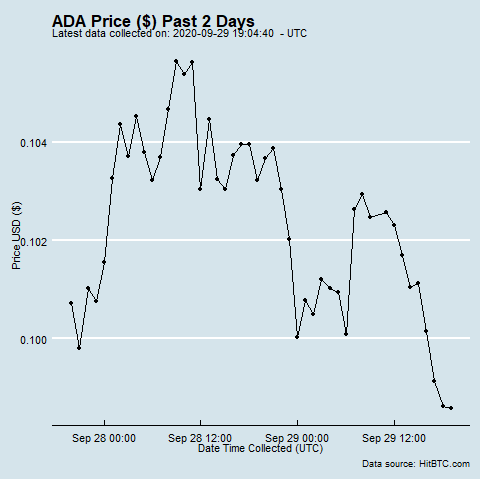 ADA Price ($) Past 2 Days
Latest data collected on: 2020-09-29 19:04:40  - UTC
Price USD ($)
0.104
0.102
0.100
Sep 28 00:00
Sep 28 12:00
Sep 29 00:00
Sep 29 12:00
Date Time Collected (UTC)
Data source: HitBTC.com